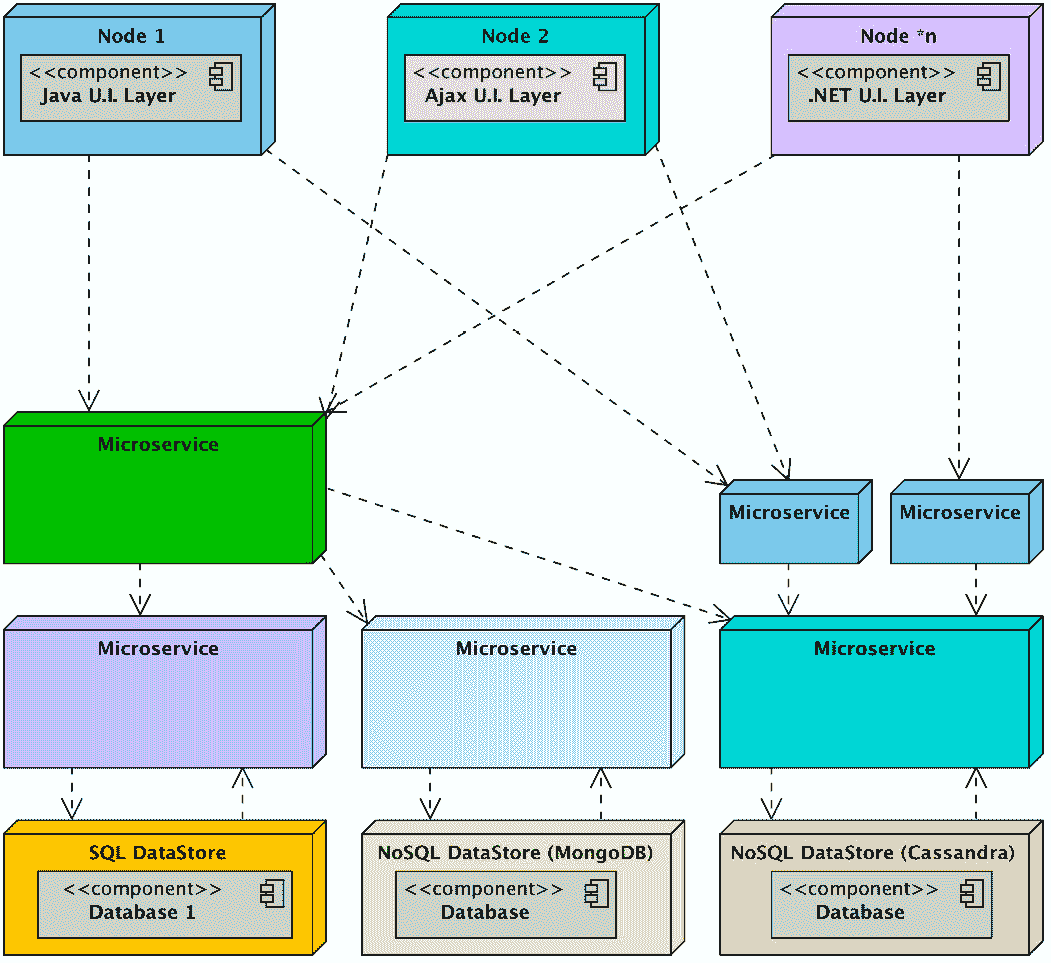 Node 1
<<component>>
Java U.I. Layer
Node 2
<<component>>
Ajax U.I. Layer
Node *n
<<component>>
.NET U.I. Layer
Microservice
Microservice
Microservice
Microservice
Microservice
Microservice
SQL DataStore
<<component>>
Database 1
NoSQL DataStore (MongoDB)
<<component>>
Database
NoSQL DataStore (Cassandra)
<<component>>
Database